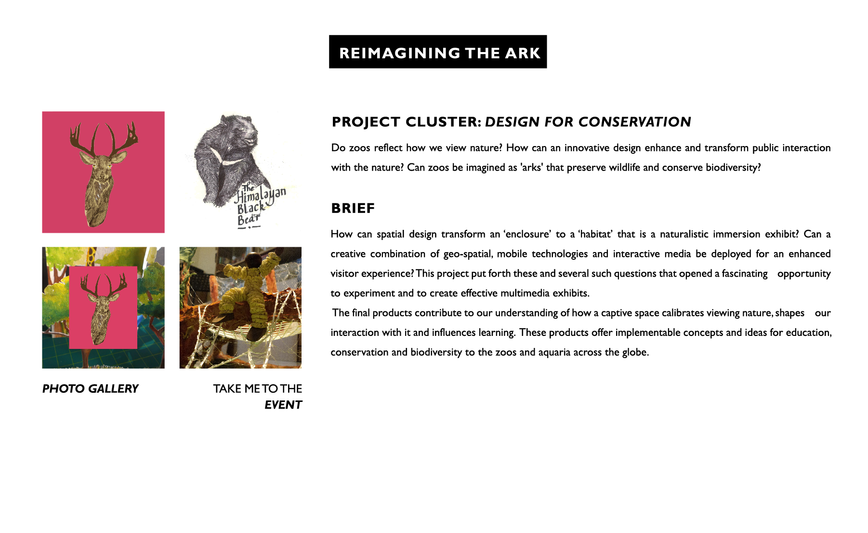 REIMAGINING THE ARK
The
Himalayan
Black
Bear
PHOTO GALLERY
TAKE ME TO THE
EVENT
PROJECT CLUSTER: DESIGN FOR CONSERVATION
Do zoos reflect how we view nature? How can an innovative design enhance and transform public interaction
with the nature? Can zoos be imagined as 'arks' that preserve wildlife and conserve biodiversity?
BRIEF
How can spatial design transform an ‘enclosure’ to a ‘habitat’ that is a naturalistic immersion exhibit? Can a
creative combination of geo-spatial, mobile technologies and interactive media be deployed for an enhanced
visitor experience? This project put forth these and several such questions that opened a fascinating opportunity
to experiment and to create effective multimedia exhibits.
The final products contribute to our understanding of how a captive space calibrates viewing nature, shapes our
interaction with it and influences learning. These products offer implementable concepts and ideas for education,
conservation and biodiversity to the zoos and aquaria across the globe.